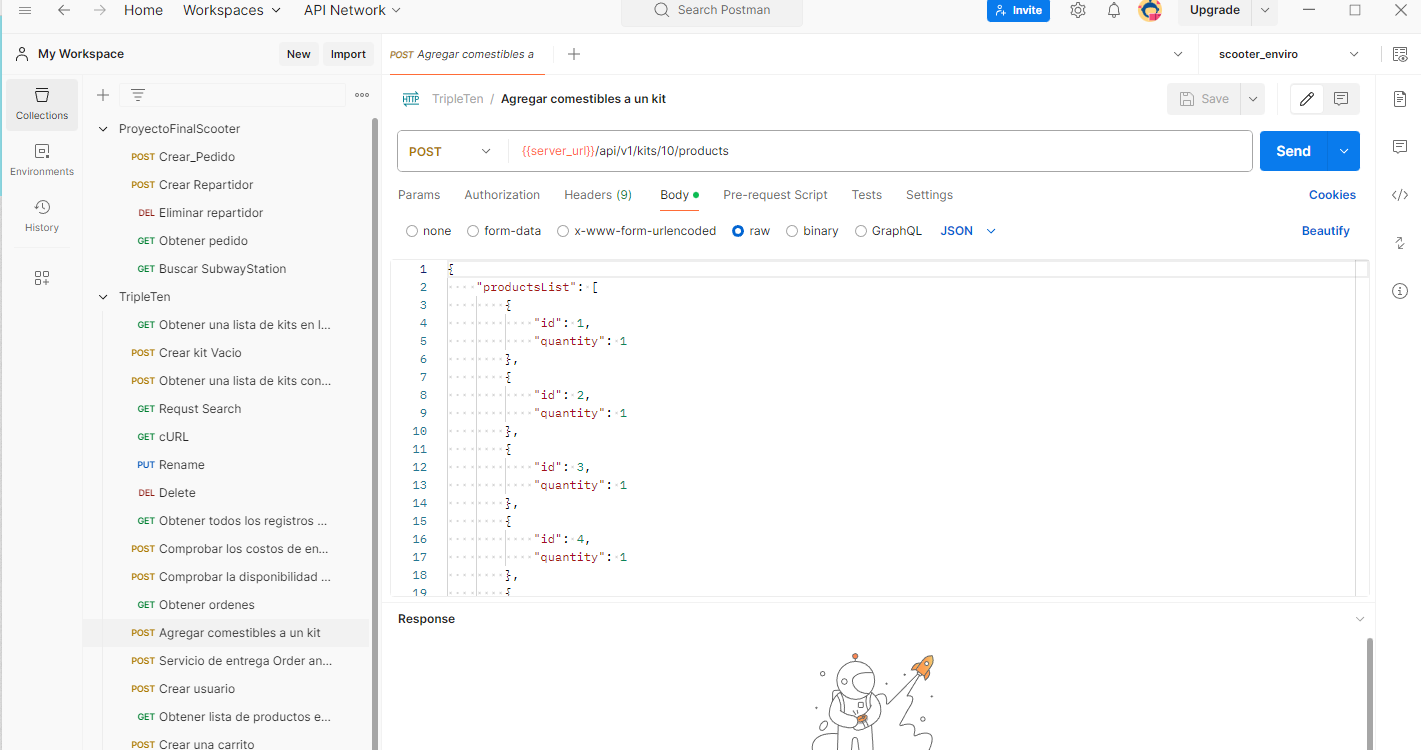 Home Workspaces API Network Search Postman Invite Upgrade
My Workspace New Import POST Agregar comestibles a scooter_enviro
Collections
Environments
History
ProyectoFinalScooter
POST Crear_Pedido
POST Crear Repartidor
DEL Eliminar repartidor
GET Obtener pedido
GET Buscar SubwayStation
TripleTen
GET Obtener una lista de kits en l...
POST Crear kit Vacio
POST Obtener una lista de kits con...
GET Requst Search
GET cURL
PUT Rename
DEL Delete
GET Obtener todos los registros ...
POST Comprobar los costos de en...
POST Comprobar la disponibilidad ...
GET Obtener ordenes
POST Agregar comestibles a un kit
POST Servicio de entrega Order an...
POST Crear usuario
GET Obtener lista de productos e...
POST Crear una carrito
HTTP TripleTen / Agregar comestibles a un kit Save
POST {{server_url}}/api/v1/kits/10/products Send
Params Authorization Headers (9) Body Pre-request Script Tests Settings Cookies
none form-data x-www-form-urlencoded raw binary GraphQL JSON Beautify
1 {
2 "productsList": [
3 {
4 "id": 1,
5 "quantity": 1
6 },
7 {
8 "id": 2,
9 "quantity": 1
10 },
11 {
12 "id": 3,
13 "quantity": 1
14 },
15 {
16 "id": 4,
17 "quantity": 1
18 },
19 {
Response